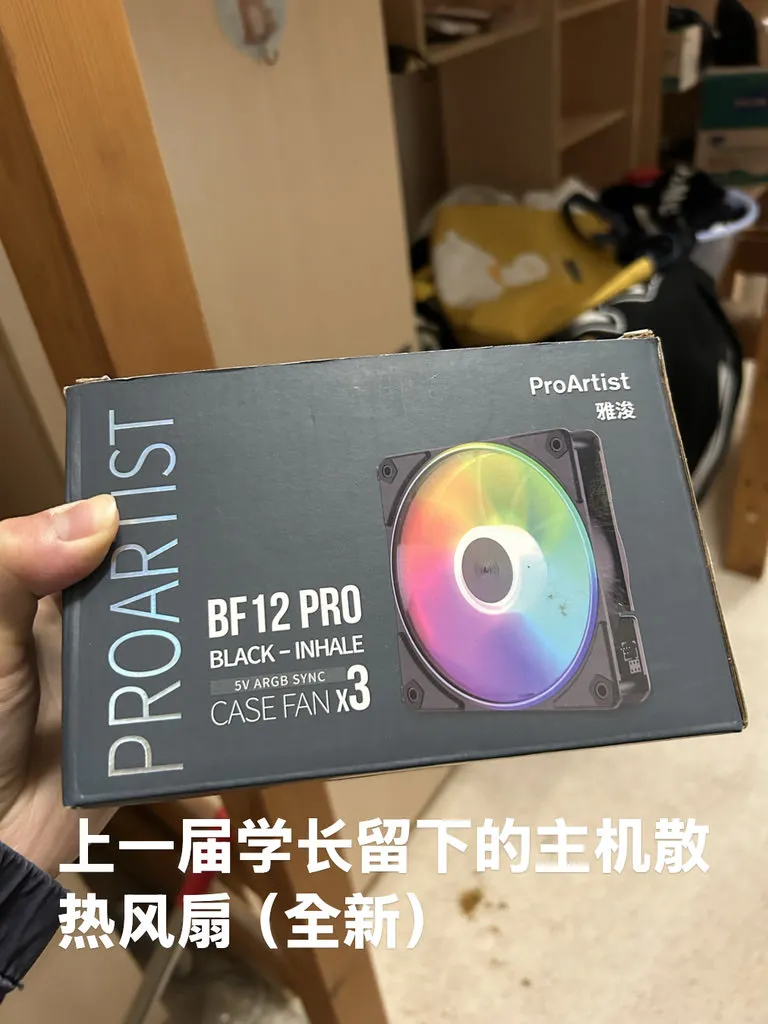 ProArtist
雅浚
PROARTIST
BF12 PRO
BLACK – INHALE
5V ARGB SYNC
CASE FAN x3
上一届学长留下的主机散
热风扇（全新）